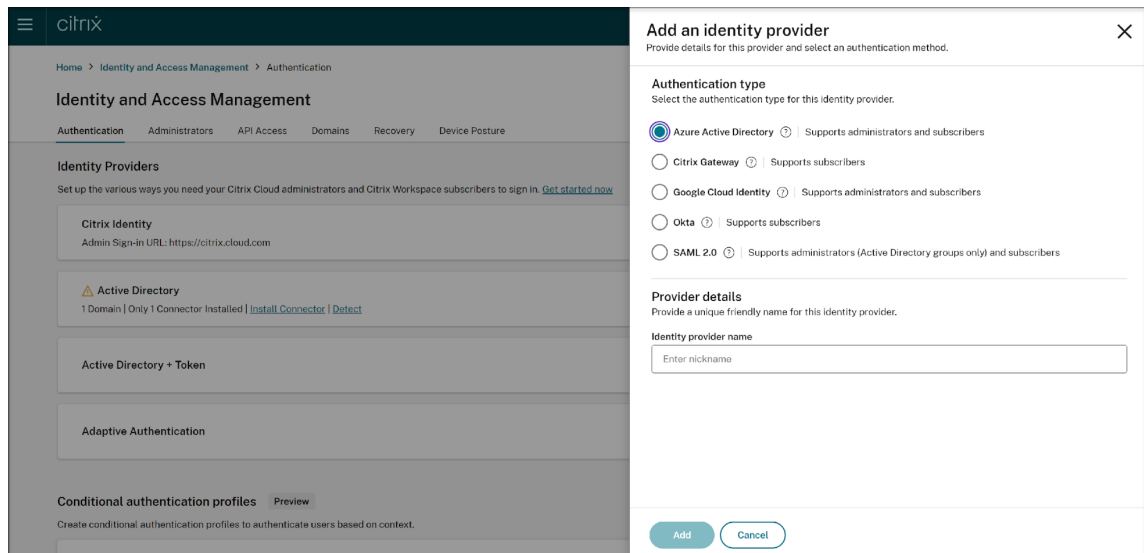 citrix
Home > Identity and Access Management > Authentication
Identity and Access Management
Authentication Administrators API Access Domains Recovery Device Posture
Identity Providers
Set up the various ways you need your Citrix Cloud administrators and Citrix Workspace subscribers to sign in. Get started now
Citrix Identity
Admin Sign-in URL: https://citrix.cloud.com
Active Directory
1 Domain | Only 1 Connector Installed | Install Connector | Detect
Active Directory + Token
Adaptive Authentication
Conditional authentication profiles Preview
Create conditional authentication profiles to authenticate users based on context.
Add an identity provider
Provide details for this provider and select an authentication method.
Authentication type
Select the authentication type for this identity provider.
Azure Active Directory ? | Supports administrators and subscribers
Citrix Gateway ? | Supports subscribers
Google Cloud Identity ? | Supports administrators and subscribers
Okta ? | Supports subscribers
SAML 2.0 ? | Supports administrators (Active Directory groups only) and subscribers
Provider details
Provide a unique friendly name for this identity provider.
Identity provider name
Enter nickname
Add Cancel